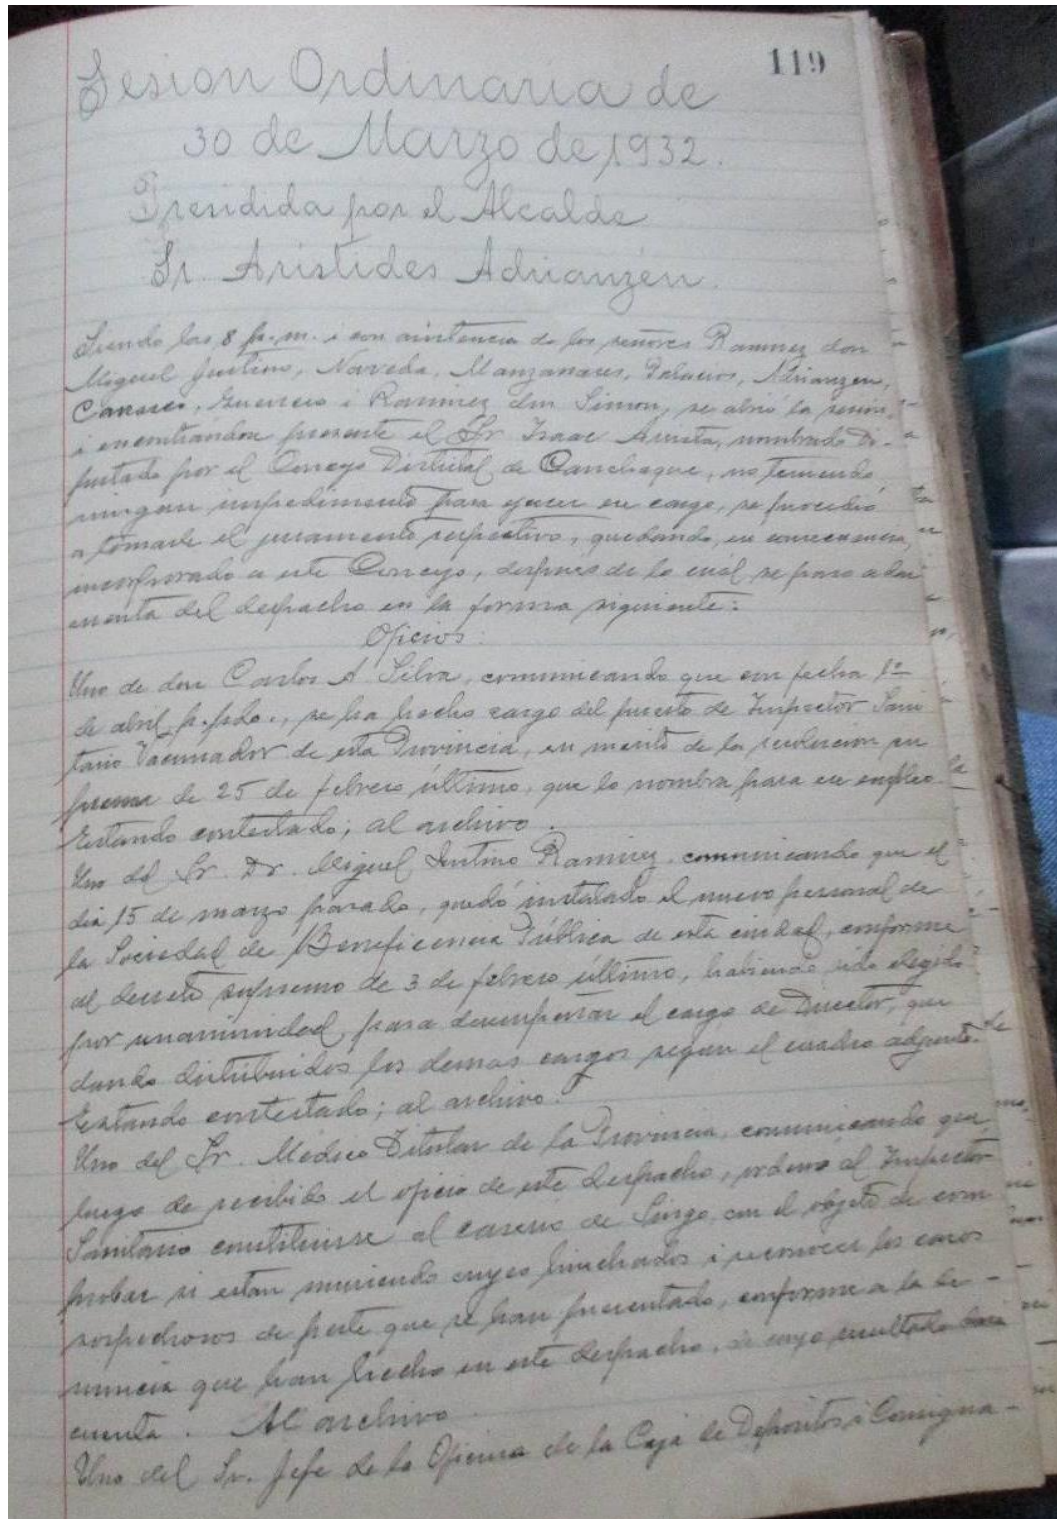 119
Sesion Ordinaria de
30 de Marzo de 1932.
Presidida por el Alcalde
Sr. Arístides Adrianzén.
Siendo las 8 p.m. i con asistencia de los señores Ramirez don
Miguel Justino, Naveda, Manzanares, Palacios, Adrianzén,
Carrasco, Guerrero i Ramirez don Simon, se abrió la sesion,
i encontrándose presente el Sr. Isaac Acosta, nombrado Di-
putado por el Concejo Distrital de Canchaque, no teniendo
ningun impedimento para ejercer su cargo, se procedió
a tomarle el juramento respectivo, quedando, en consecuencia,
incorporado a este Concejo, despues de lo cuál se paso a dar
cuenta del despacho en la forma siguiente:
Oficios:
Uno de don Carlos A. Silva, comunicando que con fecha 1º
de abril p.pdo., se ha hecho cargo del puesto de Inspector Sani
tario Vacunador de esta Provincia, en merito de la resolucion su
prema de 25 de febrero último, que lo nombra para su empleo.
Estando contestado; al archivo.
Uno del Sr. Dr. Miguel Justino Ramirez, comunicando que el
dia 15 de marzo pasado, quedó instalado el nuevo personal de
la Sociedad de Beneficencia Pública de esta ciudad, conforme
al decreto supremo de 3 de febrero último, habiendo sido elegido
por unanimidad, para desempeñar el cargo de Director, que
dando distribuidos los demas cargos segun el cuadro adjunto.
Estando contestado; al archivo.
Uno del Sr. Médico Titular de la Provincia, comunicando que
luego de recibido el oficio de este despacho, ordenó al Inspector
Sanitario constituirse al caserio de Singo, con el objeto de com
probar si estan muriendo cuyes hinchados i reconocer los casos
sospechosos de peste que se han presentado, conforme a la de-
nuncia que han hecho en este despacho, de cuyo resultado dará
cuenta. Al archivo.
Uno del Sr. Jefe de la Oficina de la Caja de Depositos i Consigna-